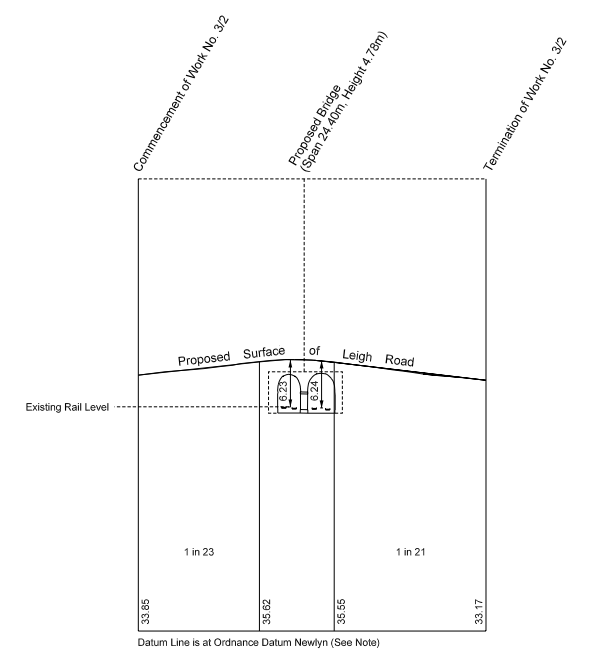 Commencement of Work No. 3/2
Proposed Bridge
(Span 24.40m, Height 4.78m)
Termination of Work No. 3/2
Proposed Surface of Leigh Road
6.23
6.24
Existing Rail Level
1 in 23
1 in 21
33.85
35.62
35.55
33.17
Datum Line is at Ordnance Datum Newlyn (See Note)